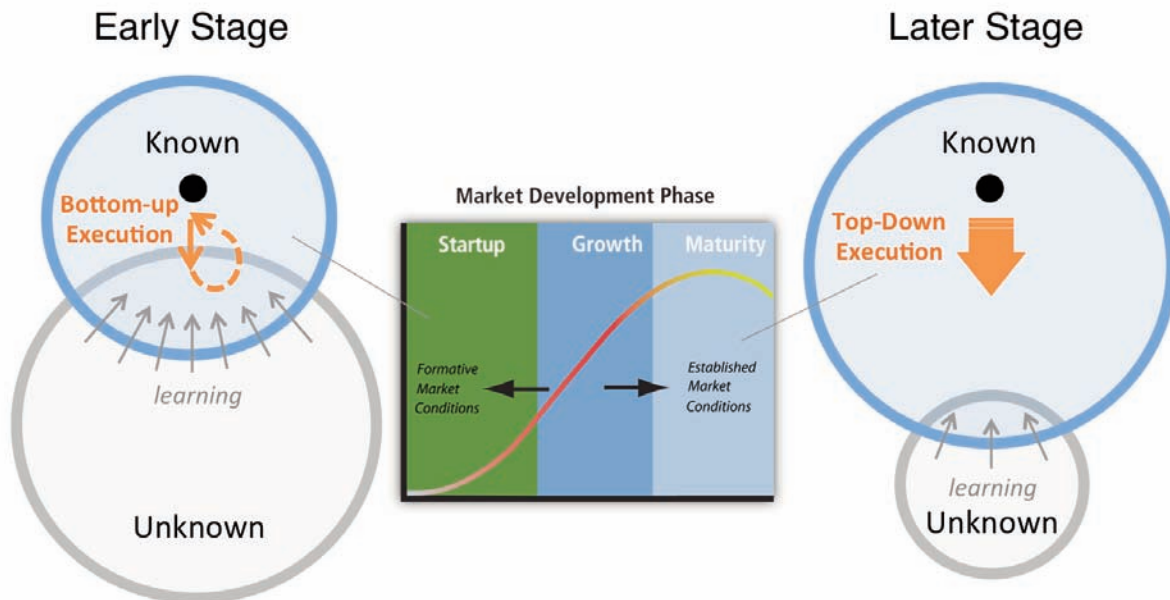 Early Stage
Known
Bottom-up
Execution
learning
Unknown
Market Development Phase
Startup
Growth
Maturity
Formative
Market
Conditions
Established
Market
Conditions
Later Stage
Known
Top-Down
Execution
learning
Unknown